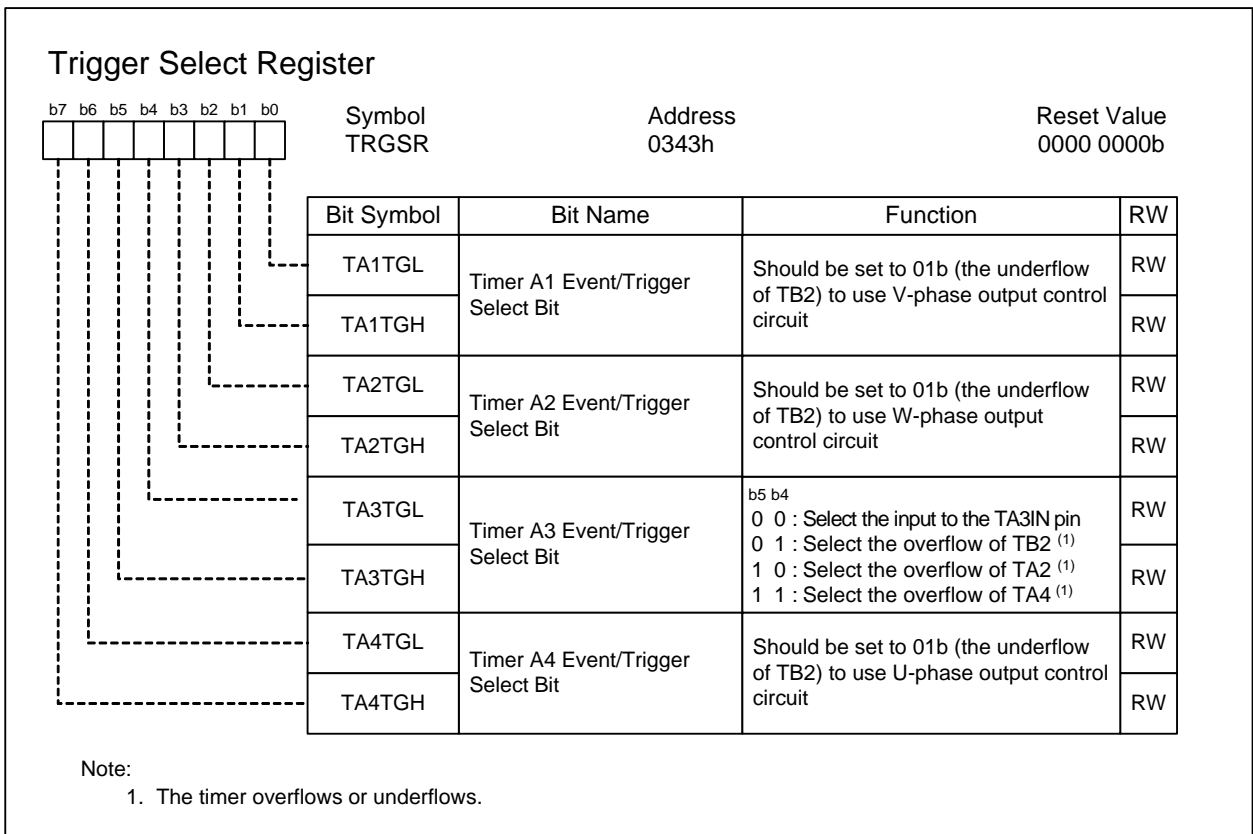 Trigger Select Register
b7 b6 b5 b4 b3 b2 b1 b0
Symbol Address Reset Value
TRGSR 0343h 0000 0000b
Bit Symbol Bit Name Function RW
TA1TGL RW
Timer A1 Event/Trigger
Select Bit
Should be set to 01b (the underflow
of TB2) to use V-phase output control
circuit
TA1TGH RW
TA2TGL RW
Timer A2 Event/Trigger
Select Bit
Should be set to 01b (the underflow
of TB2) to use W-phase output
control circuit
TA2TGH RW
TA3TGL RW
Timer A3 Event/Trigger
Select Bit
b5 b4
0 0 : Select the input to the TA3IN pin
0 1 : Select the overflow of TB2 (1)
1 0 : Select the overflow of TA2 (1)
1 1 : Select the overflow of TA4 (1)
TA3TGH RW
TA4TGL RW
Timer A4 Event/Trigger
Select Bit
Should be set to 01b (the underflow
of TB2) to use U-phase output control
circuit
TA4TGH RW
Note:
1. The timer overflows or underflows.